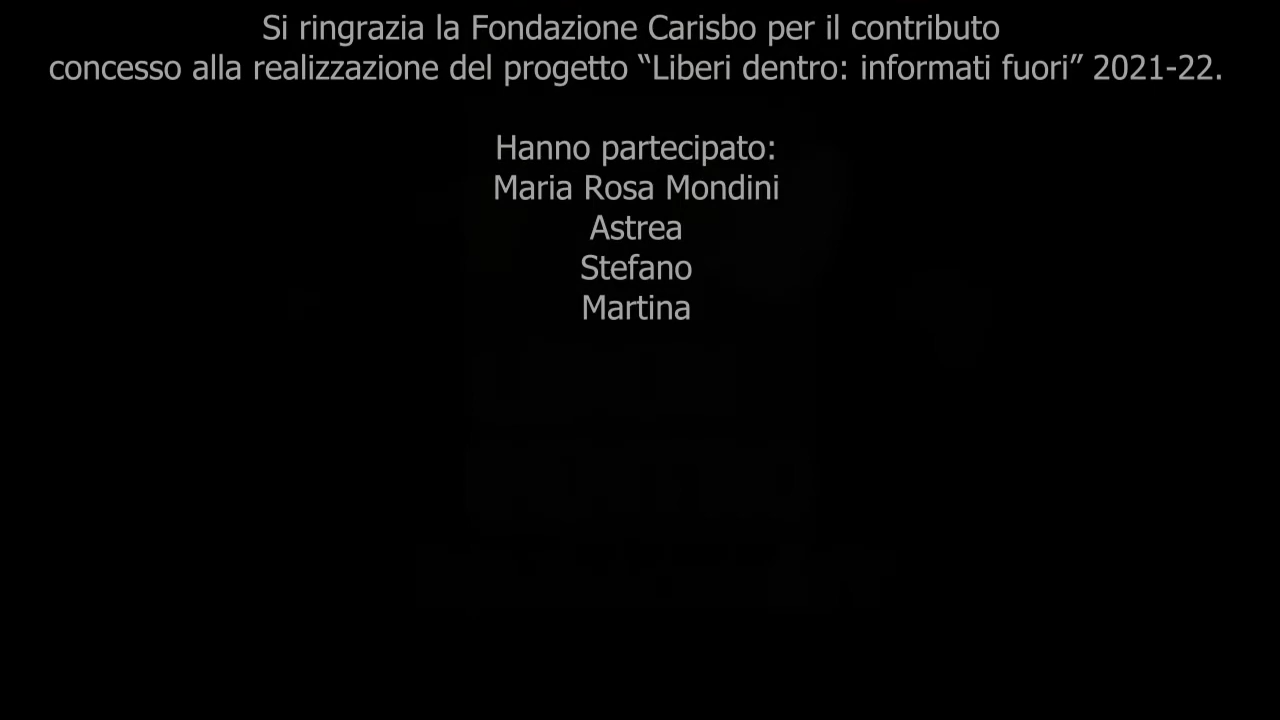 Si ringrazia la Fondazione Carisbo per il contributo
concesso alla realizzazione del progetto “Liberi dentro: informati fuori” 2021-22.
Hanno partecipato:
Maria Rosa Mondini
Astrea
Stefano
Martina